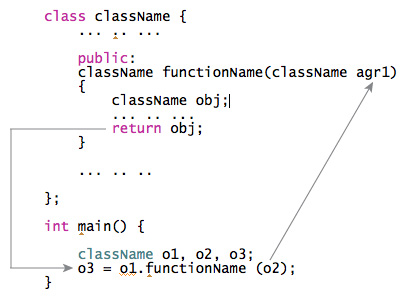 class className {
... .. ...
public:
className functionName(className agr1)
{
className obj;
... .. ...
return obj;
}
... .. ..
};
int main() {
className o1, o2, o3;
o3 = o1.functionName (o2);
}